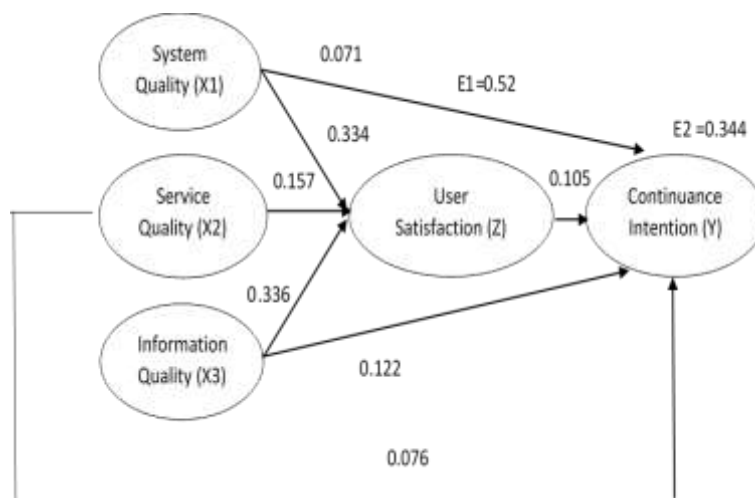 System
Quality (X1)
0.071
E1=0.52
E2 =0.344
0.334
Service
Quality (X2)
0.157
User
Satisfaction (Z)
0.105
Continuance
Intention (Y)
0.336
Information
Quality (X3)
0.122
0.076